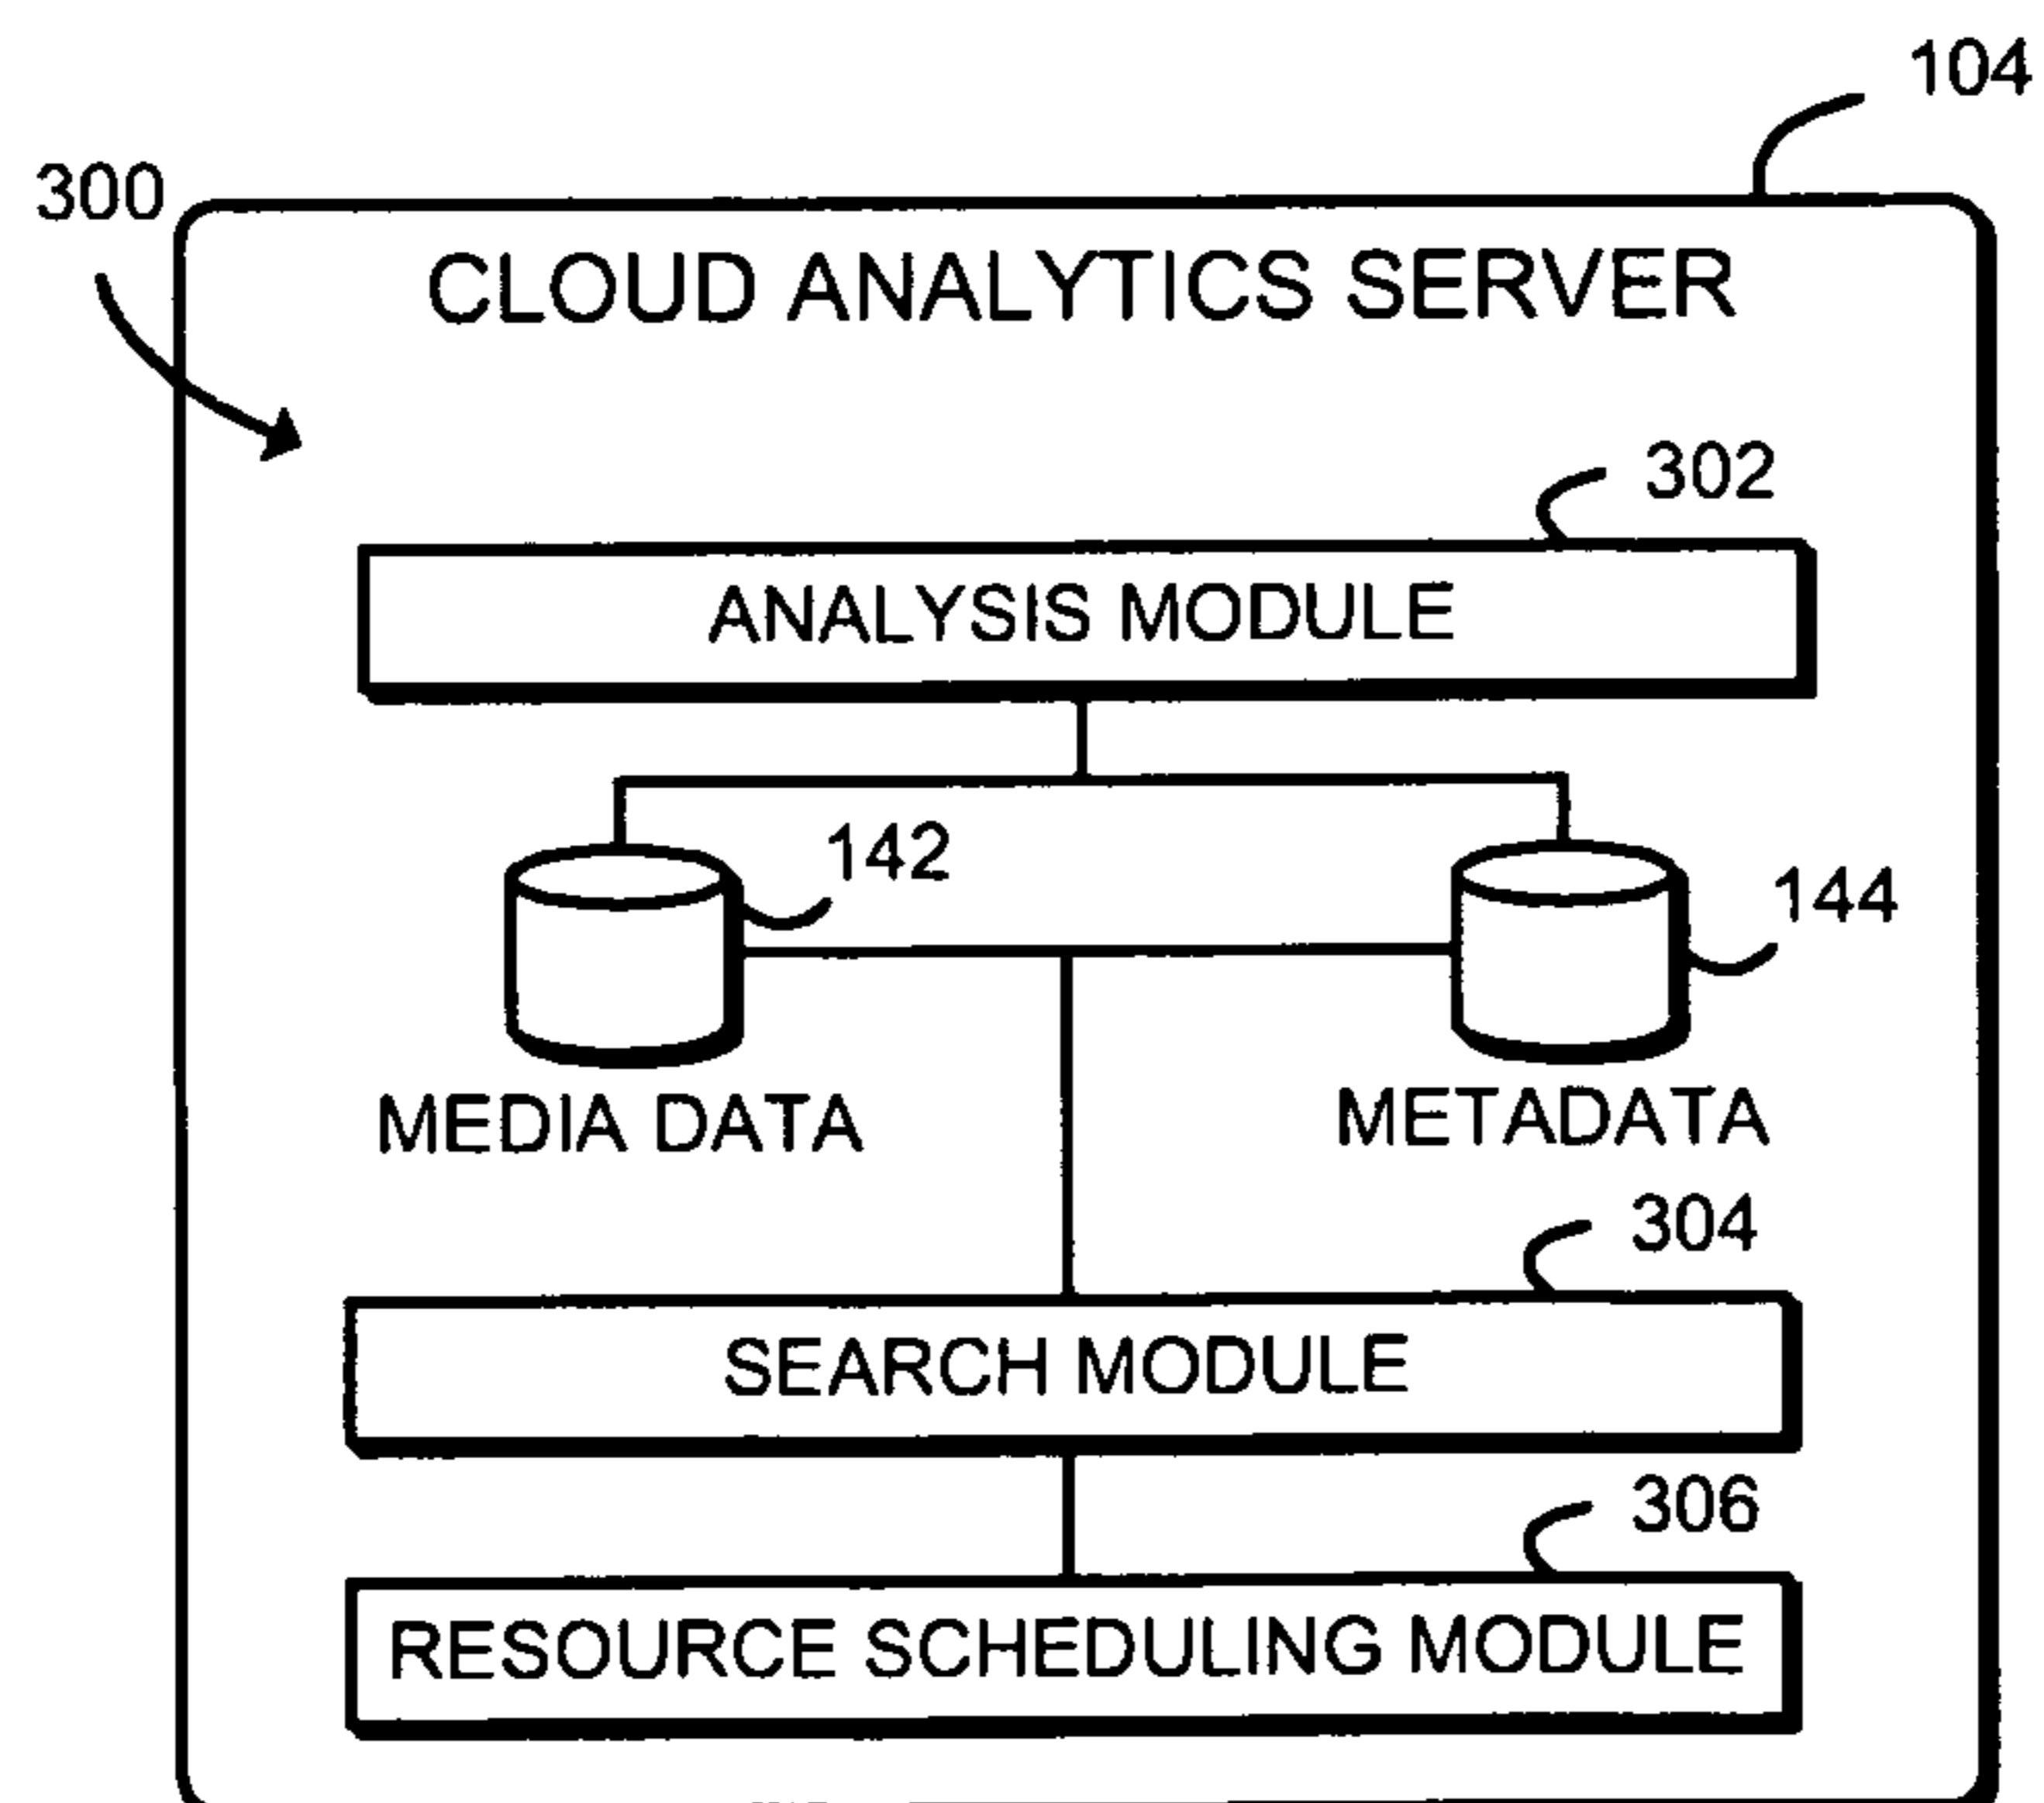 104
300
CLOUD ANALYTICS SERVER
302
ANALYSIS MODULE
142
144
MEDIA DATA
METADATA
304
SEARCH MODULE
306
RESOURCE SCHEDULING MODULE